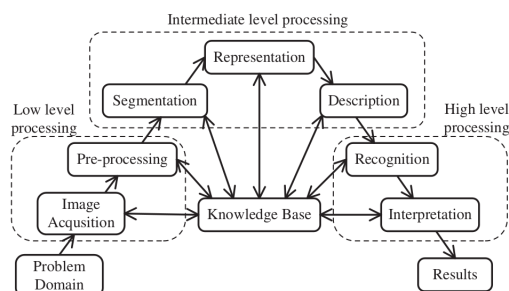 Intermediate level processing
Representation
Segmentation
Description
Low level
processing
High level
processing
Pre-processing
Recognition
Image
Acqusition
Knowledge Base
Interpretation
Problem
Domain
Results